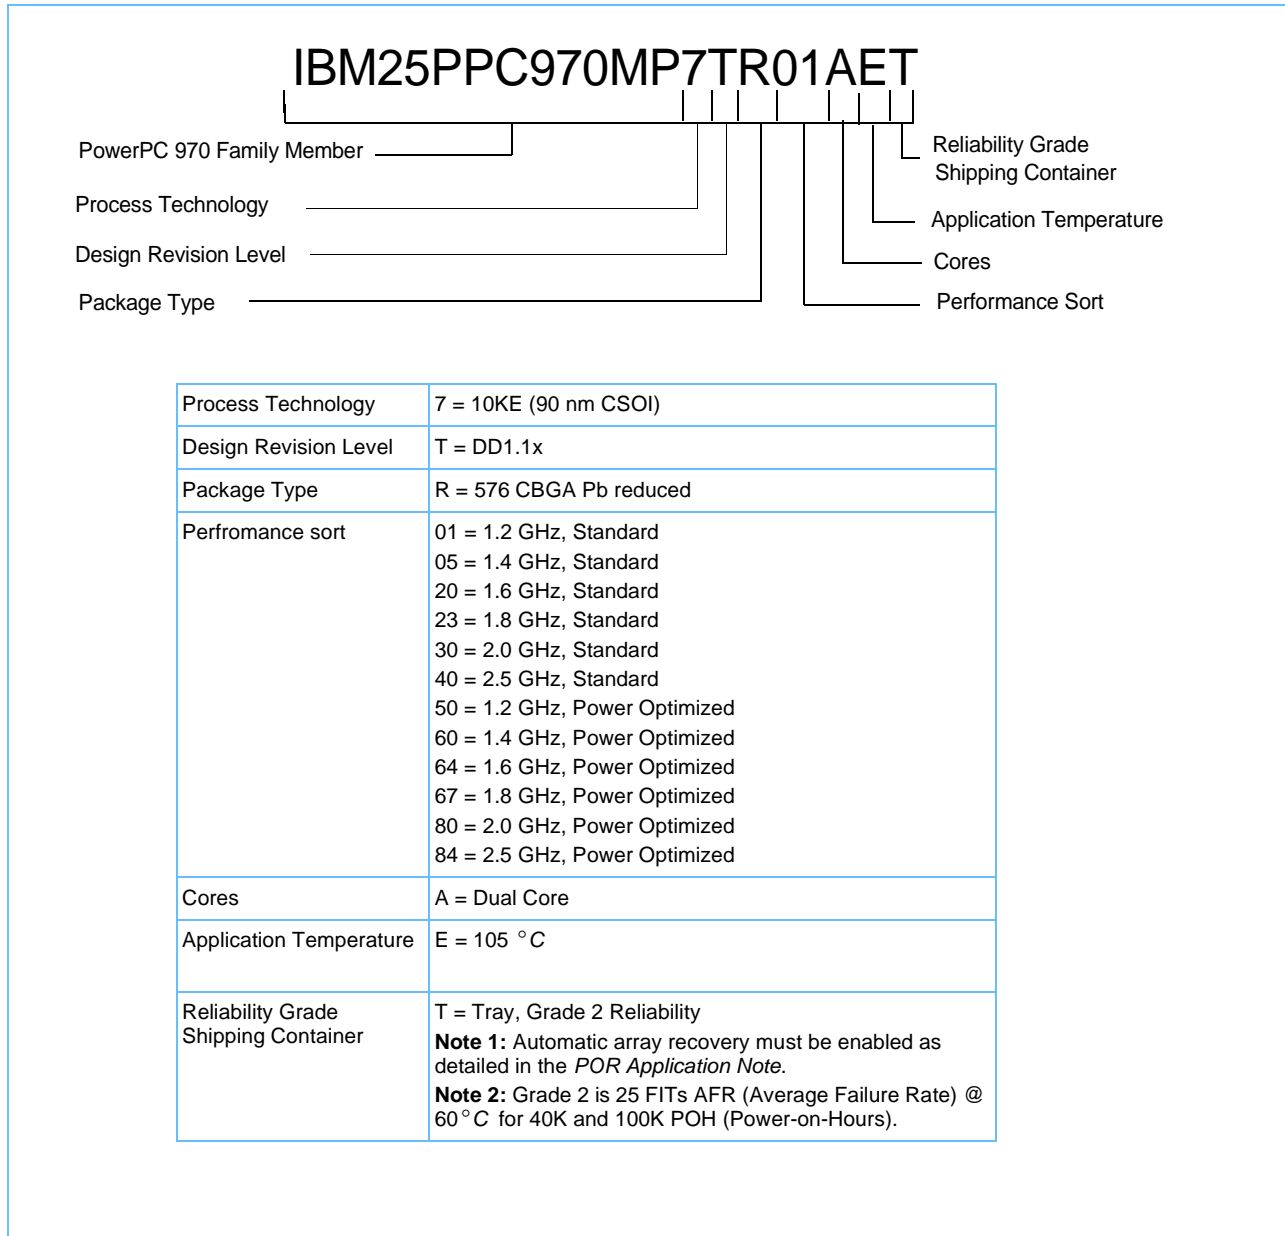 IBM25PPC970MP7TR01AET
PowerPC 970 Family Member
Process Technology
Design Revision Level
Package Type
Reliability Grade
Shipping Container
Application Temperature
Cores
Performance Sort
Process Technology 7 = 10KE (90 nm CSOI)
Design Revision Level T = DD1.1x
Package Type R = 576 CBGA Pb reduced
Perfromance sort 01 = 1.2 GHz, Standard
05 = 1.4 GHz, Standard
20 = 1.6 GHz, Standard
23 = 1.8 GHz, Standard
30 = 2.0 GHz, Standard
40 = 2.5 GHz, Standard
50 = 1.2 GHz, Power Optimized
60 = 1.4 GHz, Power Optimized
64 = 1.6 GHz, Power Optimized
67 = 1.8 GHz, Power Optimized
80 = 2.0 GHz, Power Optimized
84 = 2.5 GHz, Power Optimized
Cores A = Dual Core
Application Temperature E = 105 °C
Reliability Grade
Shipping Container
T = Tray, Grade 2 Reliability
Note 1: Automatic array recovery must be enabled as
detailed in the POR Application Note.
Note 2: Grade 2 is 25 FITs AFR (Average Failure Rate) @
60°C for 40K and 100K POH (Power-on-Hours).